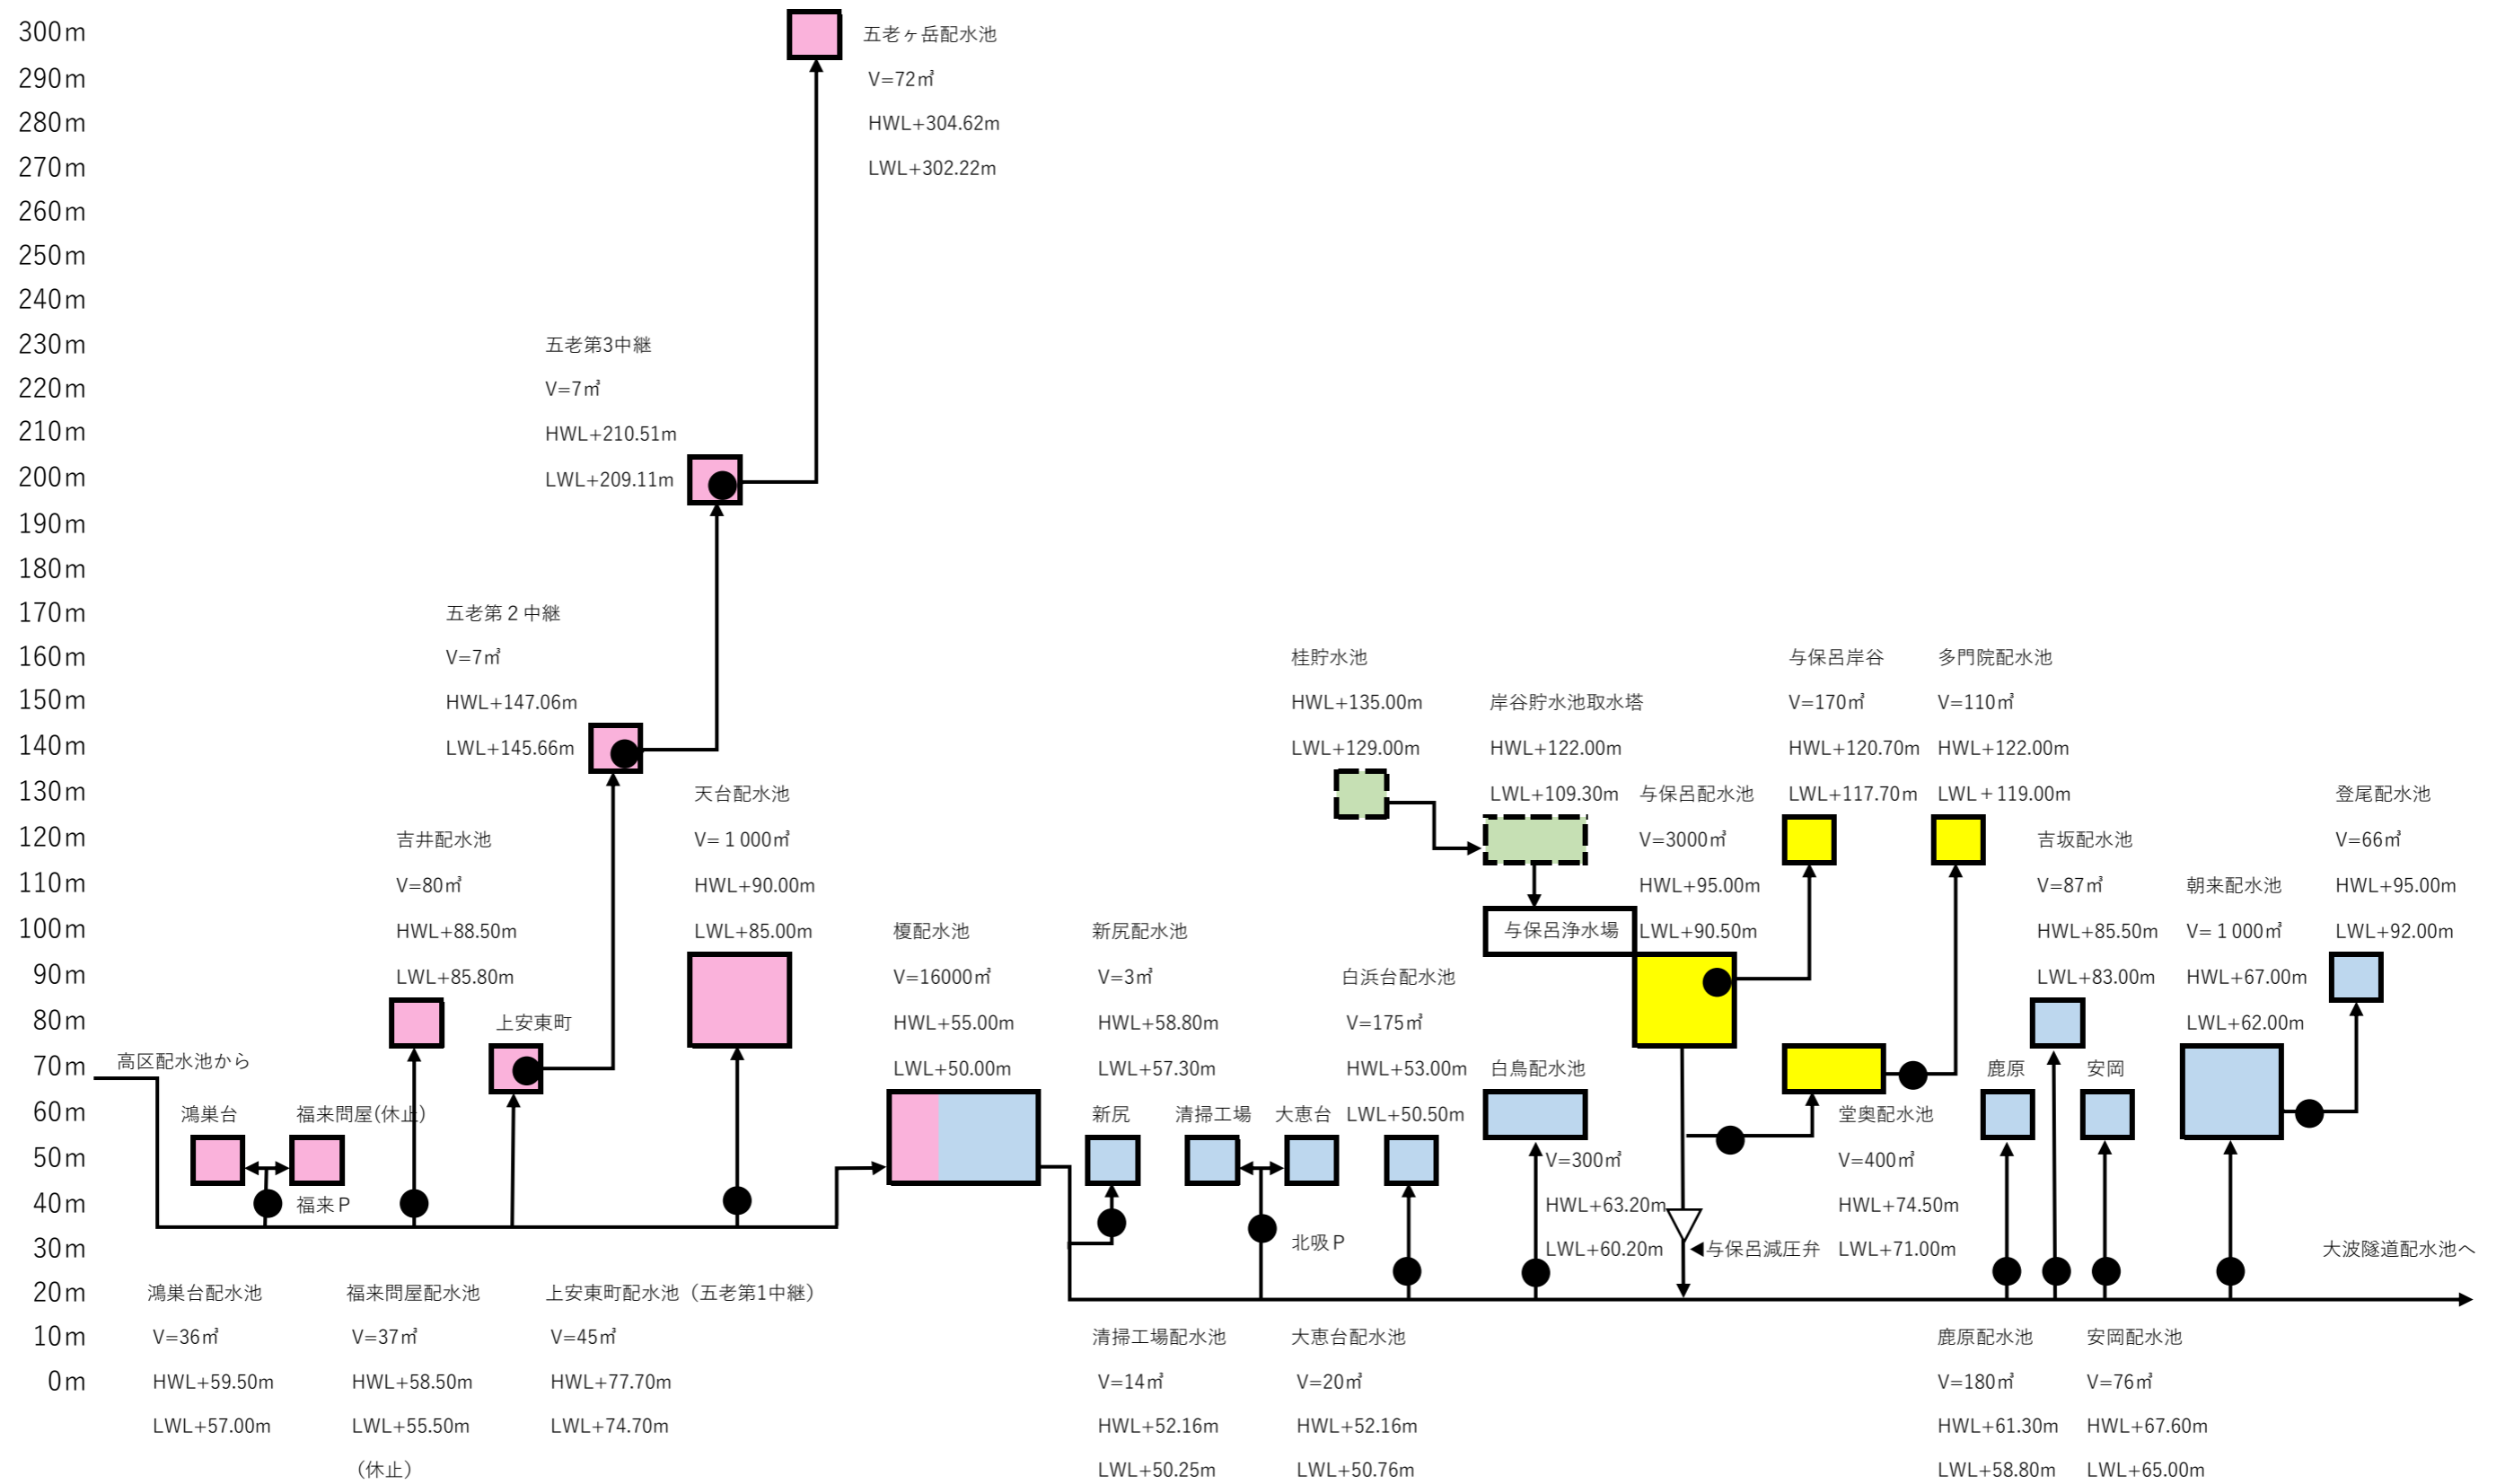 300m
290m
280m
270m
260m
250m
240m
230m
220m
210m
200m
190m
180m
170m
160m
150m
140m
130m
120m
110m
100m
90m
80m
70m
60m
50m
40m
30m
20m
10m
0m
五老ヶ岳配水池
V=72㎥
HWL+304.62m
LWL+302.22m
五老第3中継
V=7㎥
HWL+210.51m
LWL+209.11m
五老第２中継
V=7㎥
HWL+147.06m
LWL+145.66m
天台配水池
V=１000㎥
HWL+90.00m
LWL+85.00m
吉井配水池
V=80㎥
HWL+88.50m
LWL+85.80m
上安東町
高区配水池から
鴻巣台
福来問屋(休止)
福来Ｐ
鴻巣台配水池
V=36㎥
HWL+59.50m
LWL+57.00m
福来問屋配水池
V=37㎥
HWL+58.50m
LWL+55.50m
（休止）
上安東町配水池（五老第1中継）
V=45㎥
HWL+77.70m
LWL+74.70m
榎配水池
V=16000㎥
HWL+55.00m
LWL+50.00m
新尻配水池
V=3㎥
HWL+58.80m
LWL+57.30m
新尻
清掃工場
大恵台
北吸Ｐ
清掃工場配水池
V=14㎥
HWL+52.16m
LWL+50.25m
大恵台配水池
V=20㎥
HWL+52.16m
LWL+50.76m
白浜台配水池
V=175㎥
HWL+53.00m
LWL+50.50m
桂貯水池
HWL+135.00m
LWL+129.00m
岸谷貯水池取水塔
HWL+122.00m
LWL+109.30m
与保呂浄水場
与保呂配水池
V=3000㎥
HWL+95.00m
LWL+90.50m
与保呂岸谷
V=170㎥
HWL+120.70m
LWL+117.70m
多門院配水池
V=110㎥
HWL+122.00m
LWL＋119.00m
白鳥配水池
V=300㎥
HWL+63.20m
LWL+60.20m
◀与保呂減圧弁
堂奥配水池
V=400㎥
HWL+74.50m
LWL+71.00m
吉坂配水池
V=87㎥
HWL+85.50m
LWL+83.00m
鹿原
安岡
朝来配水池
V=１000㎥
HWL+67.00m
LWL+62.00m
登尾配水池
V=66㎥
HWL+95.00m
LWL+92.00m
大波隧道配水池へ
鹿原配水池
V=180㎥
HWL+61.30m
LWL+58.80m
安岡配水池
V=76㎥
HWL+67.60m
LWL+65.00m